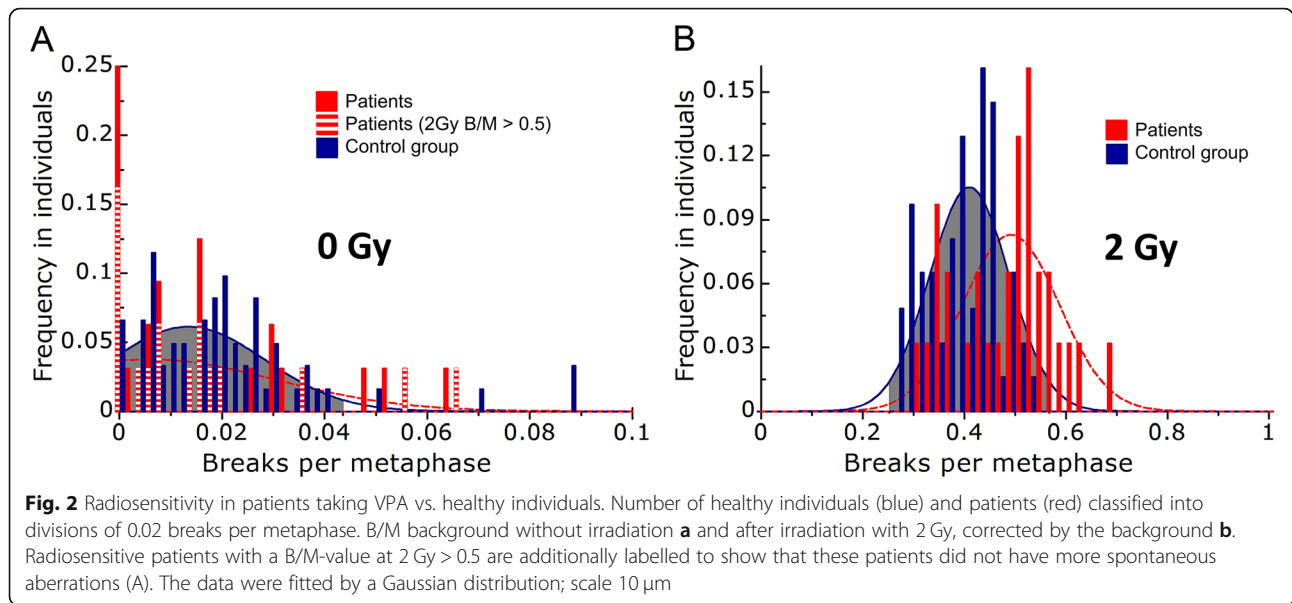 A
Frequency in individuals
0.25
0.2
0.15
0.1
0.05
0
Patients
Patients (2Gy B/M > 0.5)
Control group
0 Gy
0 0.02 0.04 0.06 0.08 0.1
Breaks per metaphase
B
Frequency in individuals
0.15
0.12
0.09
0.06
0.03
0
Patients
Control group
2 Gy
0 0.2 0.4 0.6 0.8 1
Breaks per metaphase
Fig. 2 Radiosensitivity in patients taking VPA vs. healthy individuals. Number of healthy individuals (blue) and patients (red) classified into
divisions of 0.02 breaks per metaphase. B/M background without irradiation a and after irradiation with 2 Gy, corrected by the background b.
Radiosensitive patients with a B/M-value at 2 Gy > 0.5 are additionally labelled to show that these patients did not have more spontaneous
aberrations (A). The data were fitted by a Gaussian distribution; scale 10 μm